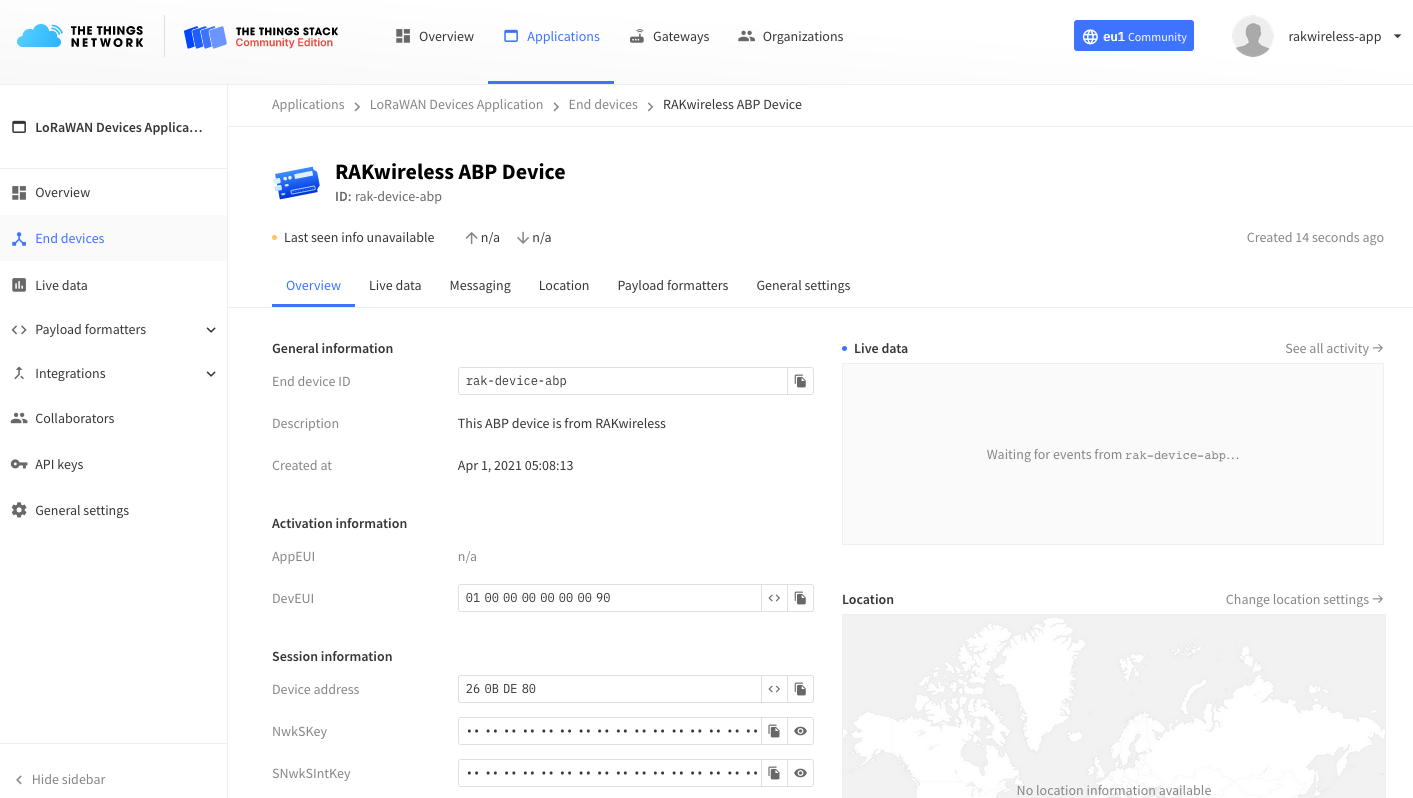 THE THINGS NETWORK
THE THINGS STACK
Community Edition
Overview
Applications
Gateways
Organizations
eu1 Community
rakwireless-app
LoRaWAN Devices Applica...
Overview
End devices
Live data
Payload formatters
Integrations
Collaborators
API keys
General settings
Hide sidebar
Applications > LoRaWAN Devices Application > End devices > RAKwireless ABP Device
RAKwireless ABP Device
ID: rak-device-abp
Last seen info unavailable ↑ n/a ↓ n/a
Created 14 seconds ago
Overview Live data Messaging Location Payload formatters General settings
General information
End device ID rak-device-abp
Description This ABP device is from RAKwireless
Created at Apr 1, 2021 05:08:13
Activation information
AppEUI n/a
DevEUI 01 00 00 00 00 00 00 90
Session information
Device address 26 0B DE 80
NwkSKey •• •• •• •• •• •• •• •• •• •• •• •• •• •• •• ••
SNwkSIntKey •• •• •• •• •• •• •• •• •• •• •• •• •• •• •• ••
Live data
See all activity →
Waiting for events from rak-device-abp...
Location
Change location settings →
No location information available